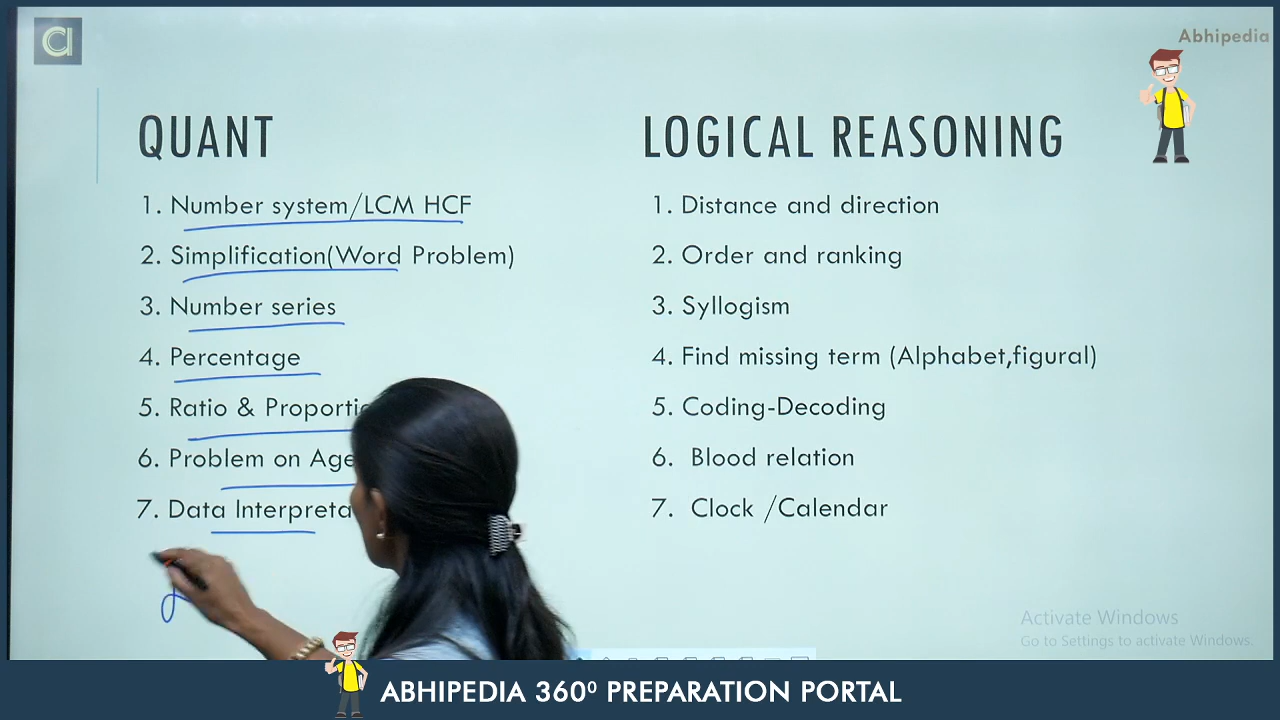 Abhipedia
QUANT
1. Number system/LCM HCF
2. Simplification(Word Problem)
3. Number series
4. Percentage
5. Ratio &
6. Problem on
7. Data
LOGICAL REASONING
1. Distance and direction
2. Order and ranking
3. Syllogism
4. Find missing term (Alphabet,figural)
5. Coding-Decoding
6. Blood relation
7. Clock /Calendar
Activate Windows
Go to Settings to activate Windows.
ABHIPEDIA 360⁰ PREPARATION PORTAL